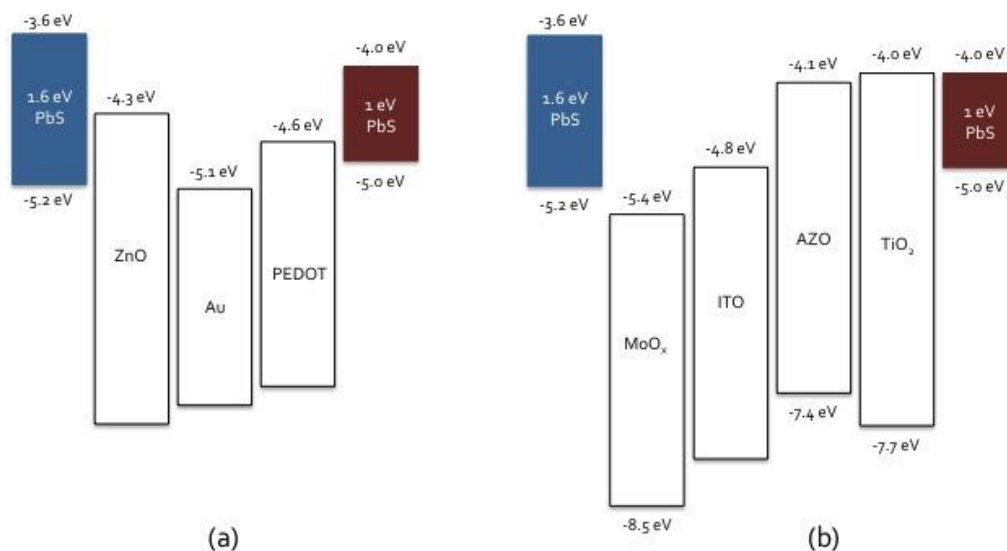 -3.6 eV
1.6 eV
PbS
-5.2 eV
-4.3 eV
ZnO
-5.1 eV
Au
-4.6 eV
PEDOT
-4.0 eV
1 eV
PbS
-5.0 eV
(a)
-3.6 eV
1.6 eV
PbS
-5.2 eV
-5.4 eV
MoOₓ
-8.5 eV
-4.8 eV
ITO
-4.1 eV
AZO
-7.4 eV
-4.0 eV
TiO₂
-7.7 eV
-4.0 eV
1 eV
PbS
-5.0 eV
(b)